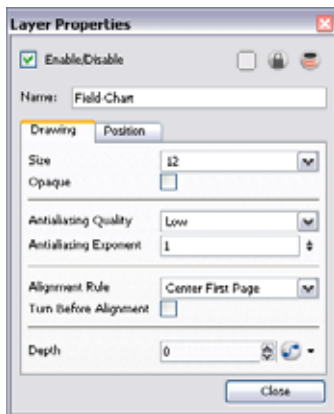 Layer Properties
Enable/Disable
Name: Field-Chart
Drawing Position
Size 12
Opaque
Antialiasing Quality Low
Antialiasing Exponent 1
Alignment Rule Center First Page
Turn Before Alignment
Depth 0
Close